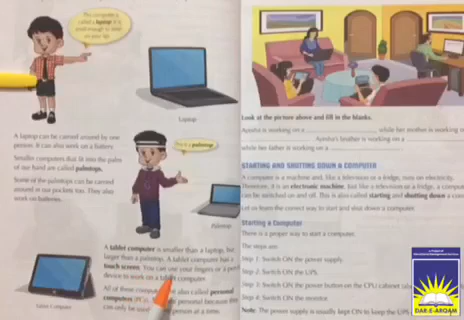 This computer is
called a laptop. It is
small enough to
on your lap.
Laptop
A laptop can be carried around by one
person. It can also work on a battery.
Smaller computers that fit into the palm
of our hand are called palmtops.
Some of the palmtops can be carried
around in our pockets too. They also
work on batteries.
This is a palmtop.
Palmtop
A tablet computer is smaller than a laptop, but
larger than a palmtop. A tablet computer has a
touch screen. You can use your fingers or a
device to work on a tablet computer.
Tablet Computer
All of these computers are also called personal
computers
can only be used by one person at a time.
Look at the picture above and fill in the blanks.
Ayesha is working on a while her mother is working on
Ayesha's brother is working on a
while her father is working on
STARTING AND SHUTTING DOWN A COMPUTER
A computer is a machine and, like a television or a fridge, runs on electricity.
Therefore, it is an electronic machine. Just like a television or a fridge, a computer
can be switched on and off. This is also called starting and shutting down a
Let us learn the correct way to start and shut down a computer.
Starting a Computer
There is a proper way to start a computer.
The steps are:
Step 1: Switch ON the power supply.
Step 2: Switch ON the UPS.
Step 3: Switch ON the power button on the CPU cabinet
Step 4: Switch ON the monitor.
Note: The power supply is usually kept ON to keep the UPS
DAR-E-ARQAM